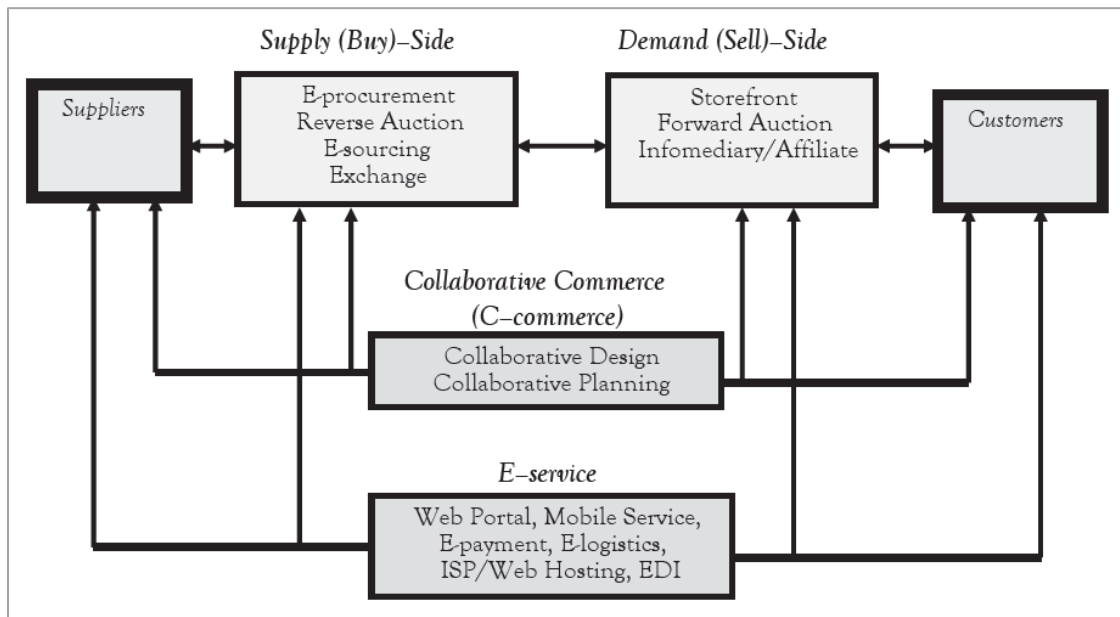 Supply (Buy)–Side
Demand (Sell)–Side
Suppliers
E-procurement
Reverse Auction
E-sourcing
Exchange
Storefront
Forward Auction
Infomediary/Affiliate
Customers
Collaborative Commerce
(C–commerce)
Collaborative Design
Collaborative Planning
E–service
Web Portal, Mobile Service,
E-payment, E-logistics,
ISP/Web Hosting, EDI